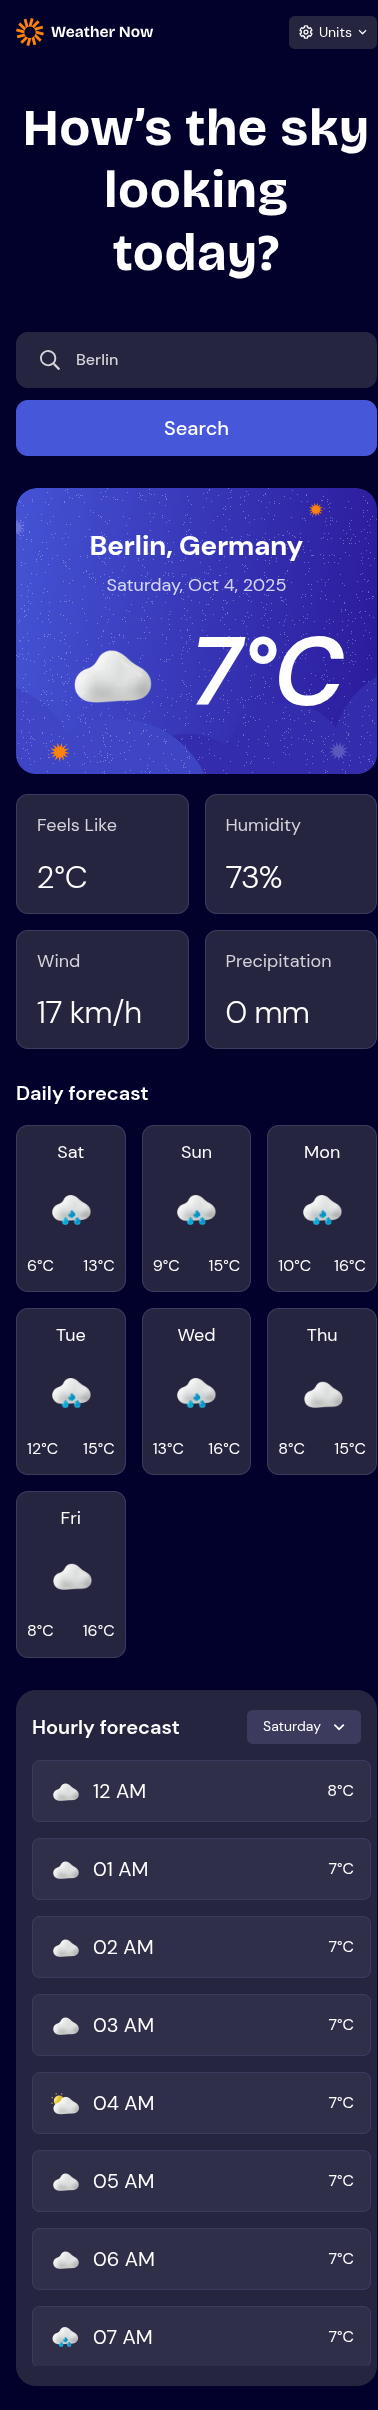 Weather Now
Units
How’s the sky
looking
today?
Berlin
Search
Berlin, Germany
Saturday, Oct 4, 2025
7°C
Feels Like
2°C
Humidity
73%
Wind
17 km/h
Precipitation
0 mm
Daily forecast
Sat
6°C 13°C
Sun
9°C 15°C
Mon
10°C 16°C
Tue
12°C 15°C
Wed
13°C 16°C
Thu
8°C 15°C
Fri
8°C 16°C
Hourly forecast
Saturday
12 AM 8°C
01 AM 7°C
02 AM 7°C
03 AM 7°C
04 AM 7°C
05 AM 7°C
06 AM 7°C
07 AM 7°C